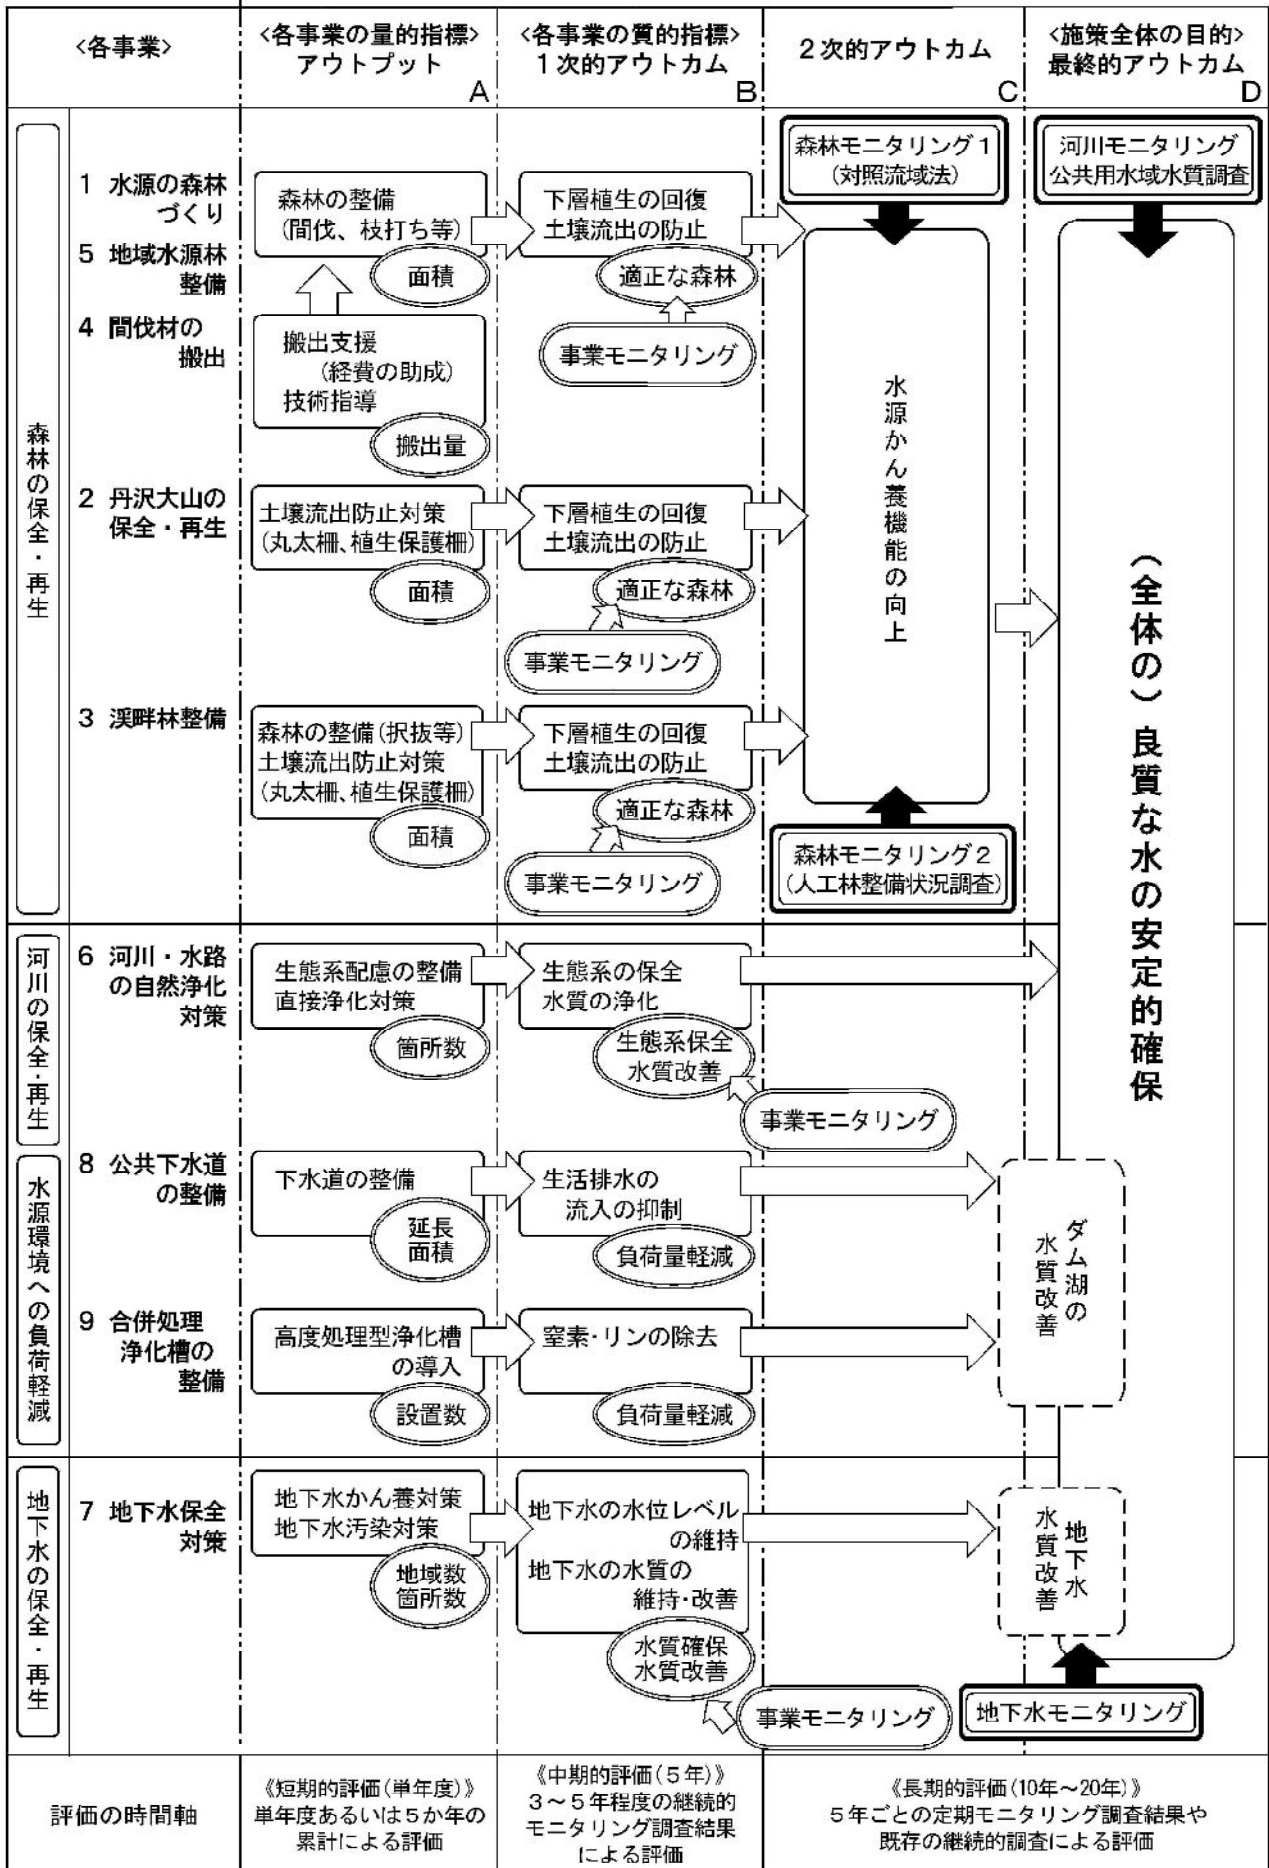 <各事業>
<各事業の量的指標>
アウトプット
A
<各事業の質的指標>
1次的アウトカム
B
2次的アウトカム
C
<施策全体の目的>
最終的アウトカム
D
森林の保全・再生
1 水源の森林
づくり
5 地域水源林
整備
4 間伐材の
搬出
森林の整備
(間伐、枝打ち等)
面積
搬出支援
(経費の助成)
技術指導
搬出量
下層植生の回復
土壌流出の防止
適正な森林
事業モニタリング
森林モニタリング1
(対照流域法)
河川モニタリング
公共用水域水質調査
水源かん養機能の向上
(全体の)良質な水の安定的確保
2 丹沢大山の
保全・再生
土壌流出防止対策
(丸太柵、植生保護柵)
面積
下層植生の回復
土壌流出の防止
適正な森林
事業モニタリング
3 渓畔林整備
森林の整備(択抜等)
土壌流出防止対策
(丸太柵、植生保護柵)
面積
下層植生の回復
土壌流出の防止
適正な森林
事業モニタリング
森林モニタリング2
(人工林整備状況調査)
河川の保全・再生
6 河川・水路
の自然浄化
対策
生態系配慮の整備
直接浄化対策
箇所数
生態系の保全
水質の浄化
生態系保全
水質改善
事業モニタリング
水源環境への負荷軽減
8 公共下水道
の整備
下水道の整備
延長
面積
生活排水の
流入の抑制
負荷量軽減
9 合併処理
浄化槽の
整備
高度処理型浄化槽
の導入
設置数
窒素・リンの除去
負荷量軽減
ダム湖の
水質改善
地下水の保全・再生
7 地下水保全
対策
地下水かん養対策
地下水汚染対策
地域数
箇所数
地下水の水位レベル
の維持
地下水の水質の
維持・改善
水質確保
水質改善
事業モニタリング
地下水
水質改善
地下水モニタリング
評価の時間軸
《短期的評価(単年度)》
単年度あるいは5か年の
累計による評価
《中期的評価(5年)》
3〜5年程度の継続的
モニタリング調査結果
による評価
《長期的評価(10年〜20年)》
5年ごとの定期モニタリング調査結果や
既存の継続的調査による評価